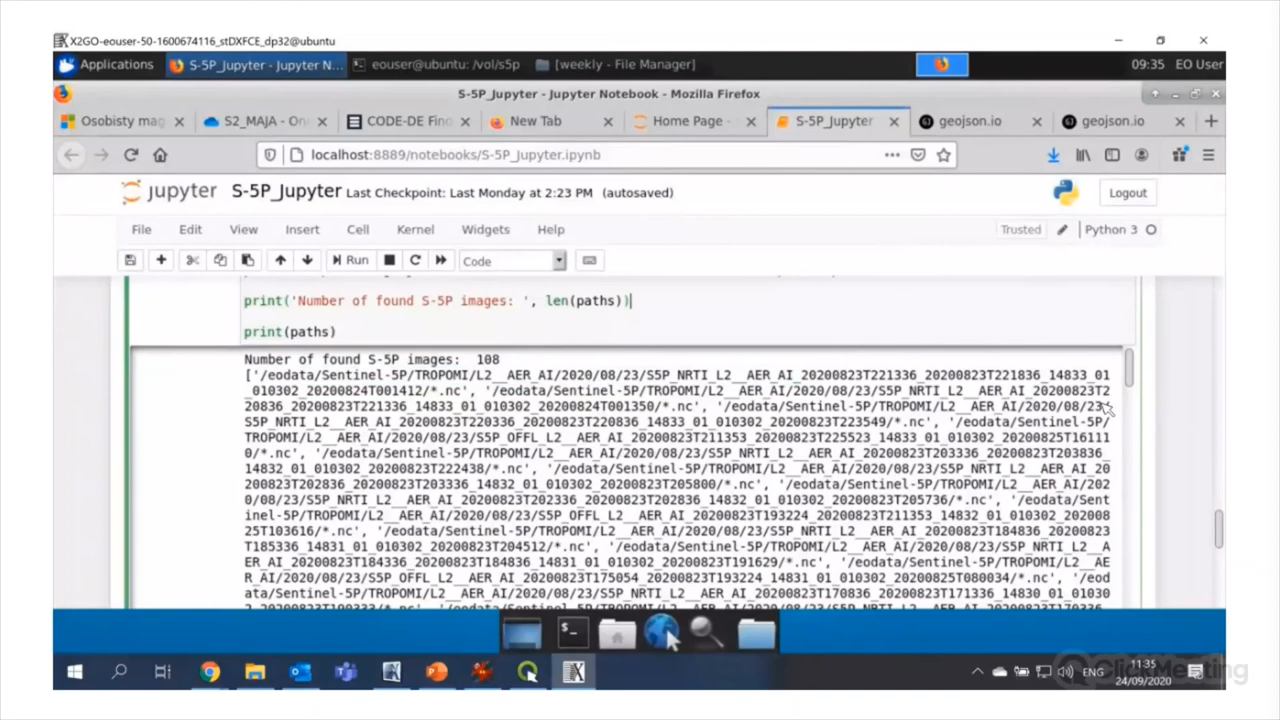 X2GO-eouser-50-1600674116_stDXFCE_dp32@ubuntu
Applications S-5P_Jupyter - Jupyter N... eouser@ubuntu: /vol/s5p [weekly - File Manager] 09:35 EO User
S-5P_Jupyter - Jupyter Notebook - Mozilla Firefox
Osobisty mag S2_MAJA - On CODE-DE Fin New Tab Home Page - S-5P_Jupyter geojson.io geojson.io
localhost:8889/notebooks/S-5P_Jupyter.ipynb
jupyter S-5P_Jupyter Last Checkpoint: Last Monday at 2:23 PM (autosaved) Logout
File Edit View Insert Cell Kernel Widgets Help Trusted Python 3
Run Code
print('Number of found S-5P images: ', len(paths))
print(paths)
Number of found S-5P images:  108
['/eodata/Sentinel-5P/TROPOMI/L2__AER_AI/2020/08/23/S5P_NRTI_L2__AER_AI_20200823T221336_20200823T221836_14833_01
_010302_20200824T001412/*.nc', '/eodata/Sentinel-5P/TROPOMI/L2__AER_AI/2020/08/23/S5P_NRTI_L2__AER_AI_20200823T2
20836_20200823T221336_14833_01_010302_20200824T001350/*.nc', '/eodata/Sentinel-5P/TROPOMI/L2__AER_AI/2020/08/23/
S5P_NRTI_L2__AER_AI_20200823T220336_20200823T220836_14833_01_010302_20200823T223549/*.nc', '/eodata/Sentinel-5P/
TROPOMI/L2__AER_AI/2020/08/23/S5P_OFFL_L2__AER_AI_20200823T211353_20200823T225523_14833_01_010302_20200825T16111
0/*.nc', '/eodata/Sentinel-5P/TROPOMI/L2__AER_AI/2020/08/23/S5P_NRTI_L2__AER_AI_20200823T203336_20200823T203836_
14832_01_010302_20200823T222438/*.nc', '/eodata/Sentinel-5P/TROPOMI/L2__AER_AI/2020/08/23/S5P_NRTI_L2__AER_AI_20
200823T202836_20200823T203336_14832_01_010302_20200823T205800/*.nc', '/eodata/Sentinel-5P/TROPOMI/L2__AER_AI/202
0/08/23/S5P_NRTI_L2__AER_AI_20200823T202336_20200823T202836_14832_01_010302_20200823T205736/*.nc', '/eodata/Sent
inel-5P/TROPOMI/L2__AER_AI/2020/08/23/S5P_OFFL_L2__AER_AI_20200823T193224_20200823T211353_14832_01_010302_202008
25T103616/*.nc', '/eodata/Sentinel-5P/TROPOMI/L2__AER_AI/2020/08/23/S5P_NRTI_L2__AER_AI_20200823T184836_20200823
T185336_14831_01_010302_20200823T204512/*.nc', '/eodata/Sentinel-5P/TROPOMI/L2__AER_AI/2020/08/23/S5P_NRTI_L2__A
ER_AI_20200823T184336_20200823T184836_14831_01_010302_20200823T191629/*.nc', '/eodata/Sentinel-5P/TROPOMI/L2__AE
R_AI/2020/08/23/S5P_OFFL_L2__AER_AI_20200823T175054_20200823T193224_14831_01_010302_20200825T080034/*.nc', '/eod
ata/Sentinel-5P/TROPOMI/L2__AER_AI/2020/08/23/S5P_NRTI_L2__AER_AI_20200823T170836_20200823T171336_14830_01_01030
ENG 11:35
24/09/2020
ClickMeeting